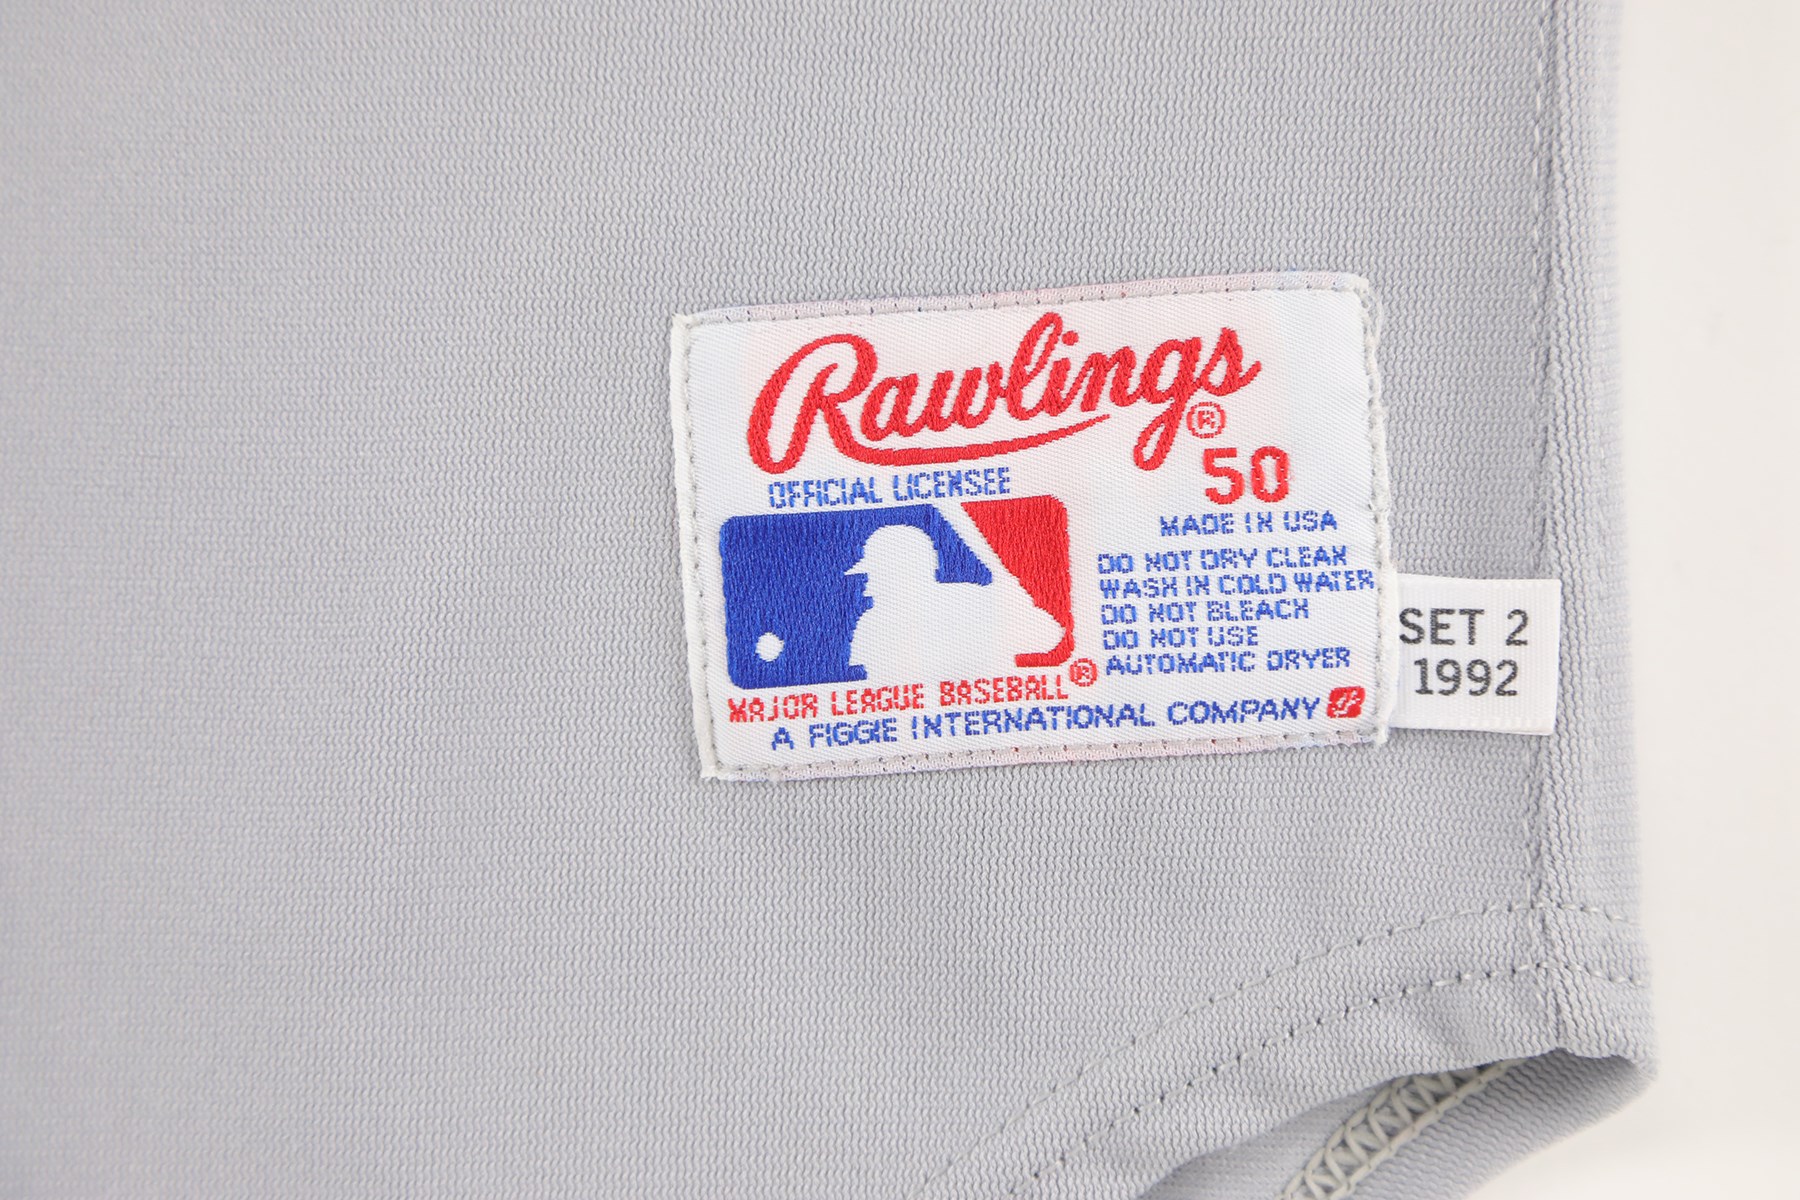 Rawlings®
50
OFFICIAL LICENSEE
MADE IN USA
DO NOT DRY CLEAN
WASH IN COLD WATER
DO NOT BLEACH
DO NOT USE
AUTOMATIC DRYER
MAJOR LEAGUE BASEBALL®
A FIGGIE INTERNATIONAL COMPANY
SET 2
1992